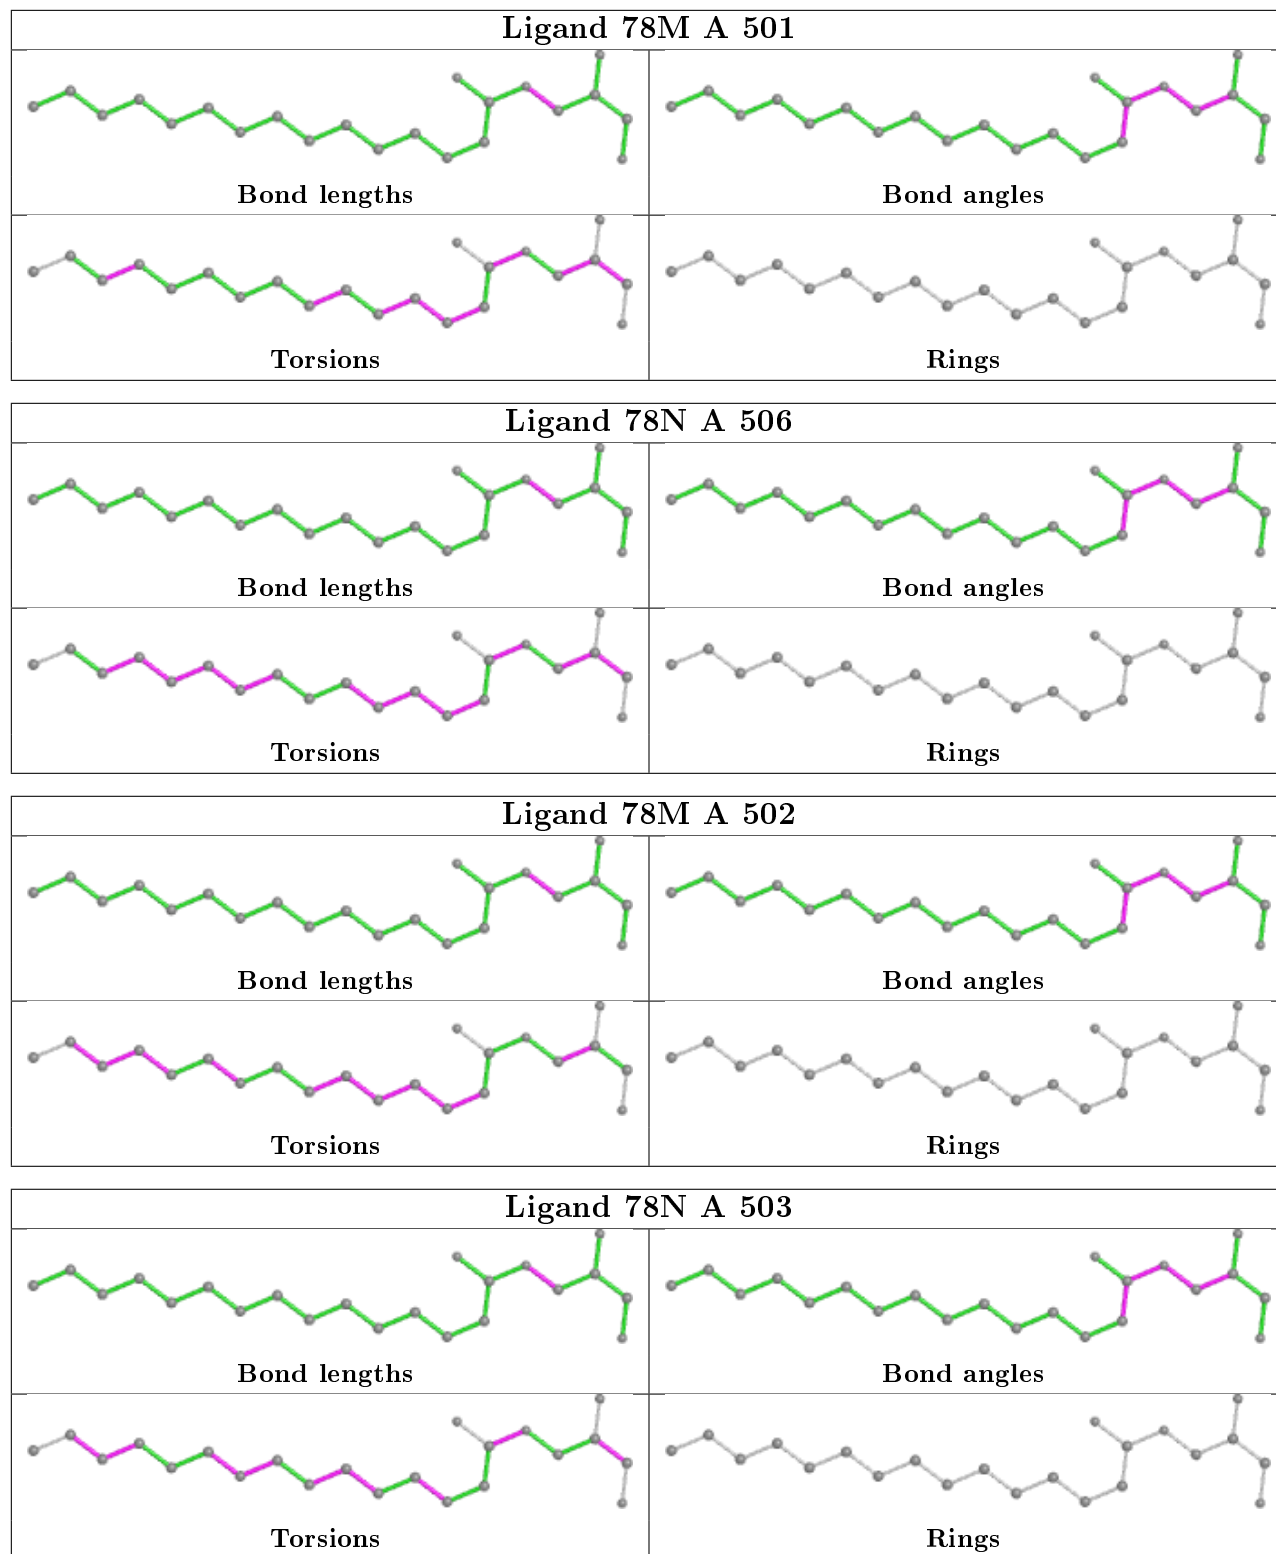 Ligand 78M A 501
Bond lengths
Bond angles
Torsions
Rings
Ligand 78N A 506
Bond lengths
Bond angles
Torsions
Rings
Ligand 78M A 502
Bond lengths
Bond angles
Torsions
Rings
Ligand 78N A 503
Bond lengths
Bond angles
Torsions
Rings